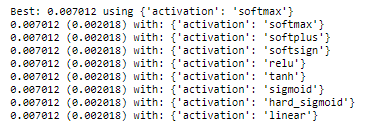 Best: 0.007012 using {'activation': 'softmax'}
0.007012 (0.002018) with: {'activation': 'softmax'}
0.007012 (0.002018) with: {'activation': 'softplus'}
0.007012 (0.002018) with: {'activation': 'softsign'}
0.007012 (0.002018) with: {'activation': 'relu'}
0.007012 (0.002018) with: {'activation': 'tanh'}
0.007012 (0.002018) with: {'activation': 'sigmoid'}
0.007012 (0.002018) with: {'activation': 'hard_sigmoid'}
0.007012 (0.002018) with: {'activation': 'linear'}